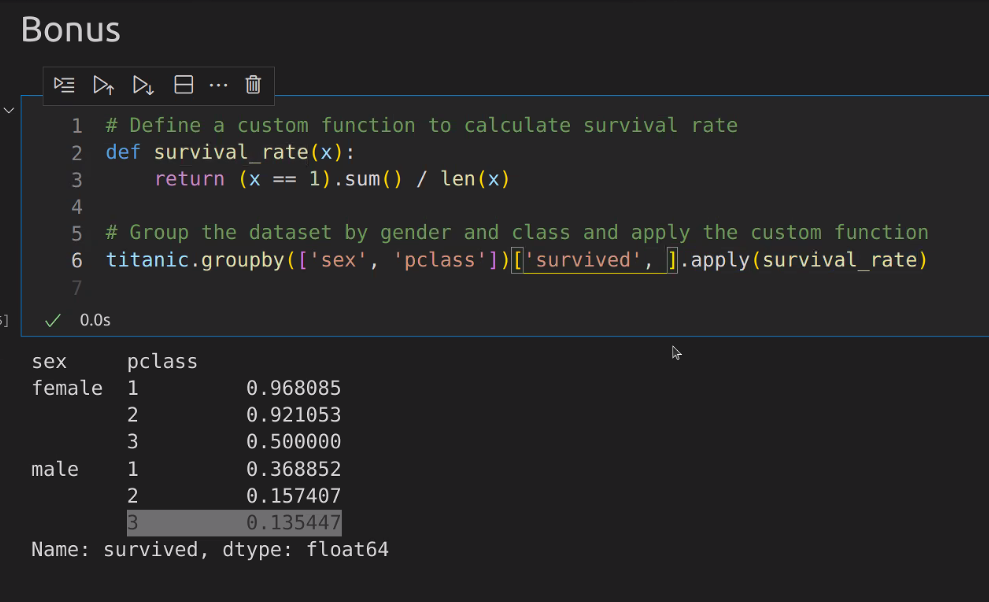 Bonus
1 # Define a custom function to calculate survival rate
2 def survival_rate(x):
3     return (x == 1).sum() / len(x)
4
5 # Group the dataset by gender and class and apply the custom function
6 titanic.groupby(['sex', 'pclass'])['survived', ].apply(survival_rate)
7
] 0.0s
sex     pclass
female  1         0.968085
        2         0.921053
        3         0.500000
male    1         0.368852
        2         0.157407
        3         0.135447
Name: survived, dtype: float64